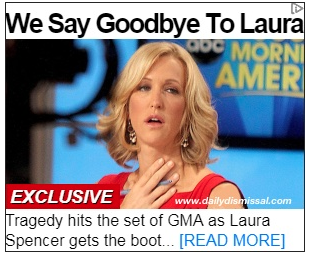 We Say Goodbye To Laura
abc
MORNI
AMERI
EXCLUSIVE
www.dailydismissal.com
Tragedy hits the set of GMA as Laura
Spencer gets the boot... [READ MORE]